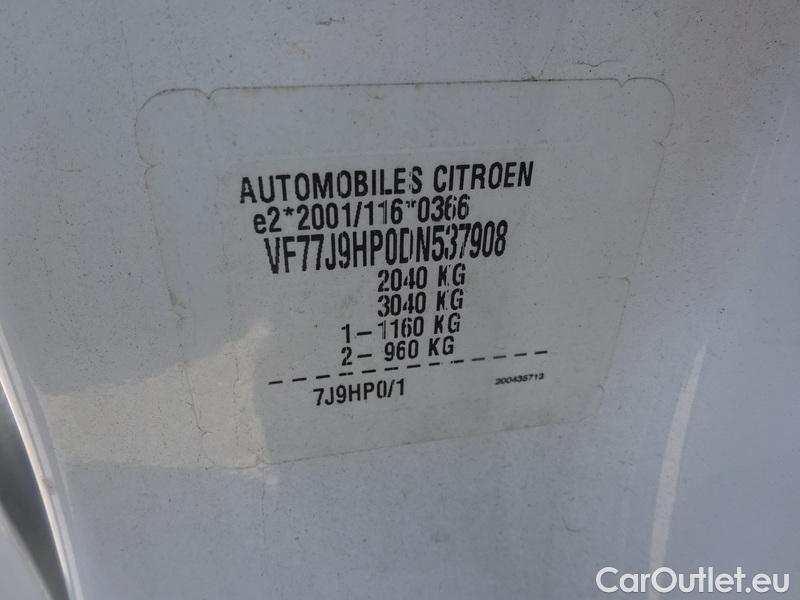 AUTOMOBILES CITROEN
e2*2001/116*0366
VF77J9HP0DN537908
2040 KG
3040 KG
1-1160 KG
2- 960 KG
7J9HP0/1
200435713
CarOutlet.eu